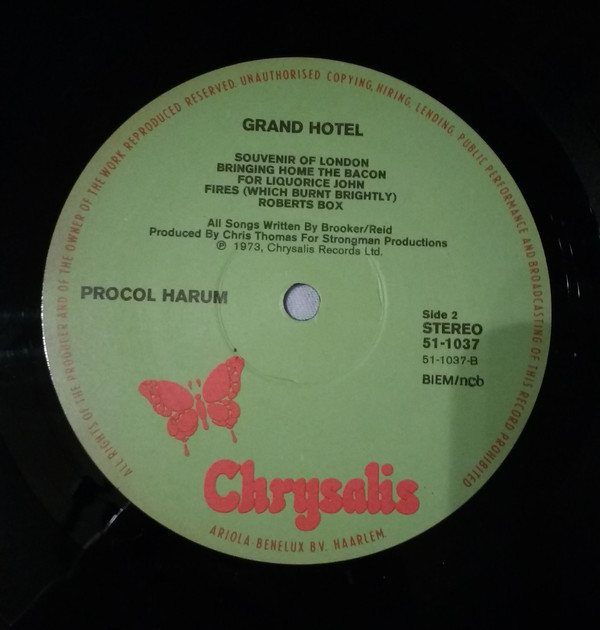 ALL RIGHTS OF THE PRODUCER AND OF THE OWNER OF THE WORK REPRODUCED RESERVED. UNAUTHORISED COPYING, HIRING, LENDING, PUBLIC PERFORMANCE AND BROADCASTING OF THIS RECORD PROHIBITED
GRAND HOTEL
SOUVENIR OF LONDON
BRINGING HOME THE BACON
FOR LIQUORICE JOHN
FIRES (WHICH BURNT BRIGHTLY)
ROBERTS BOX
All Songs Written By Brooker/Reid
Produced By Chris Thomas For Strongman Productions
℗ 1973, Chrysalis Records Ltd.
PROCOL HARUM
Side 2
STEREO
51-1037
51-1037-B
BIEM/ncb
Chrysalis
ARIOLA-BENELUX B.V. HAARLEM